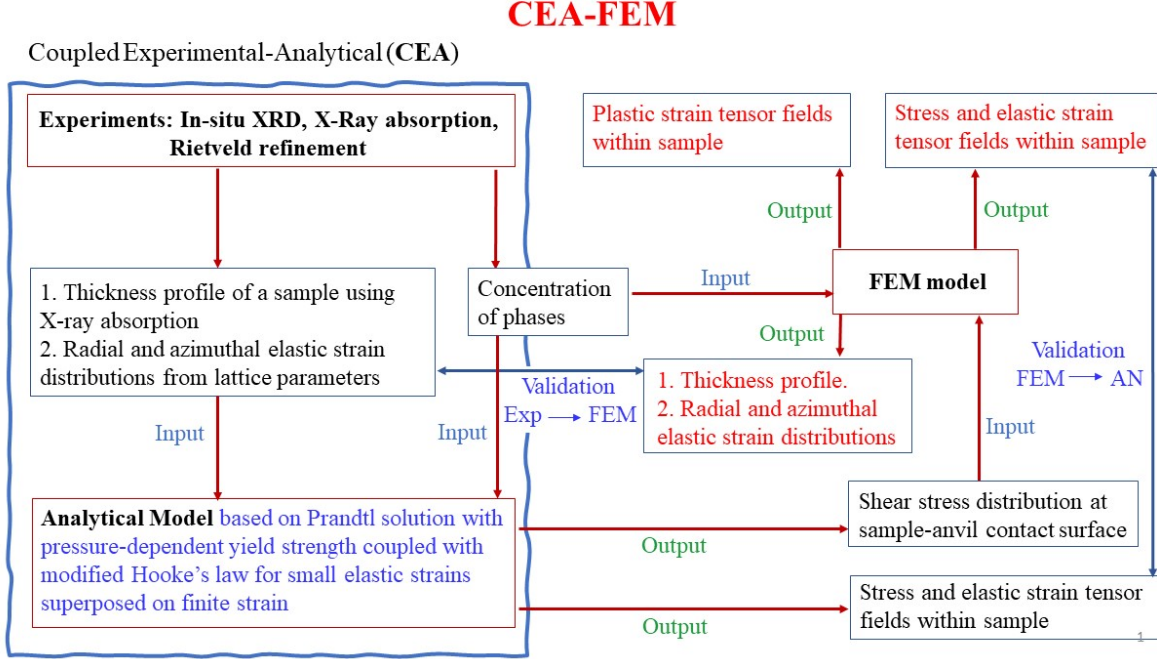 CEA-FEM
Coupled Experimental-Analytical (CEA)
Experiments: In-situ XRD, X-Ray absorption,
Rietveld refinement
Plastic strain tensor fields
within sample
Stress and elastic strain
tensor fields within sample
Output
Output
1. Thickness profile of a sample using
X-ray absorption
2. Radial and azimuthal elastic strain
distributions from lattice parameters
Concentration
of phases
Input
FEM model
Output
Validation
Exp → FEM
1. Thickness profile.
2. Radial and azimuthal
elastic strain distributions
Validation
FEM → AN
Input
Input
Input
Analytical Model based on Prandtl solution with
pressure-dependent yield strength coupled with
modified Hooke's law for small elastic strains
superposed on finite strain
Output
Shear stress distribution at
sample-anvil contact surface
Output
Stress and elastic strain tensor
fields within sample
1